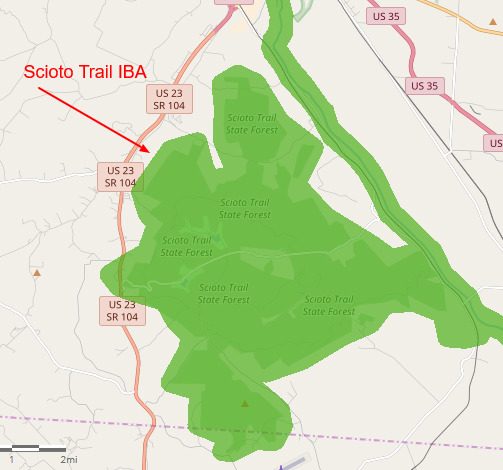 US 35
Scioto Trail IBA
US 35
US 23
SR 104
Scioto Trail
State Forest
US
US 23
SR 104
Scioto Trail
State Forest
Scioto Trail
State Forest
Scioto Trail
State Forest
Scioto Trail
State Forest
US 23
SR 104
1
2mi